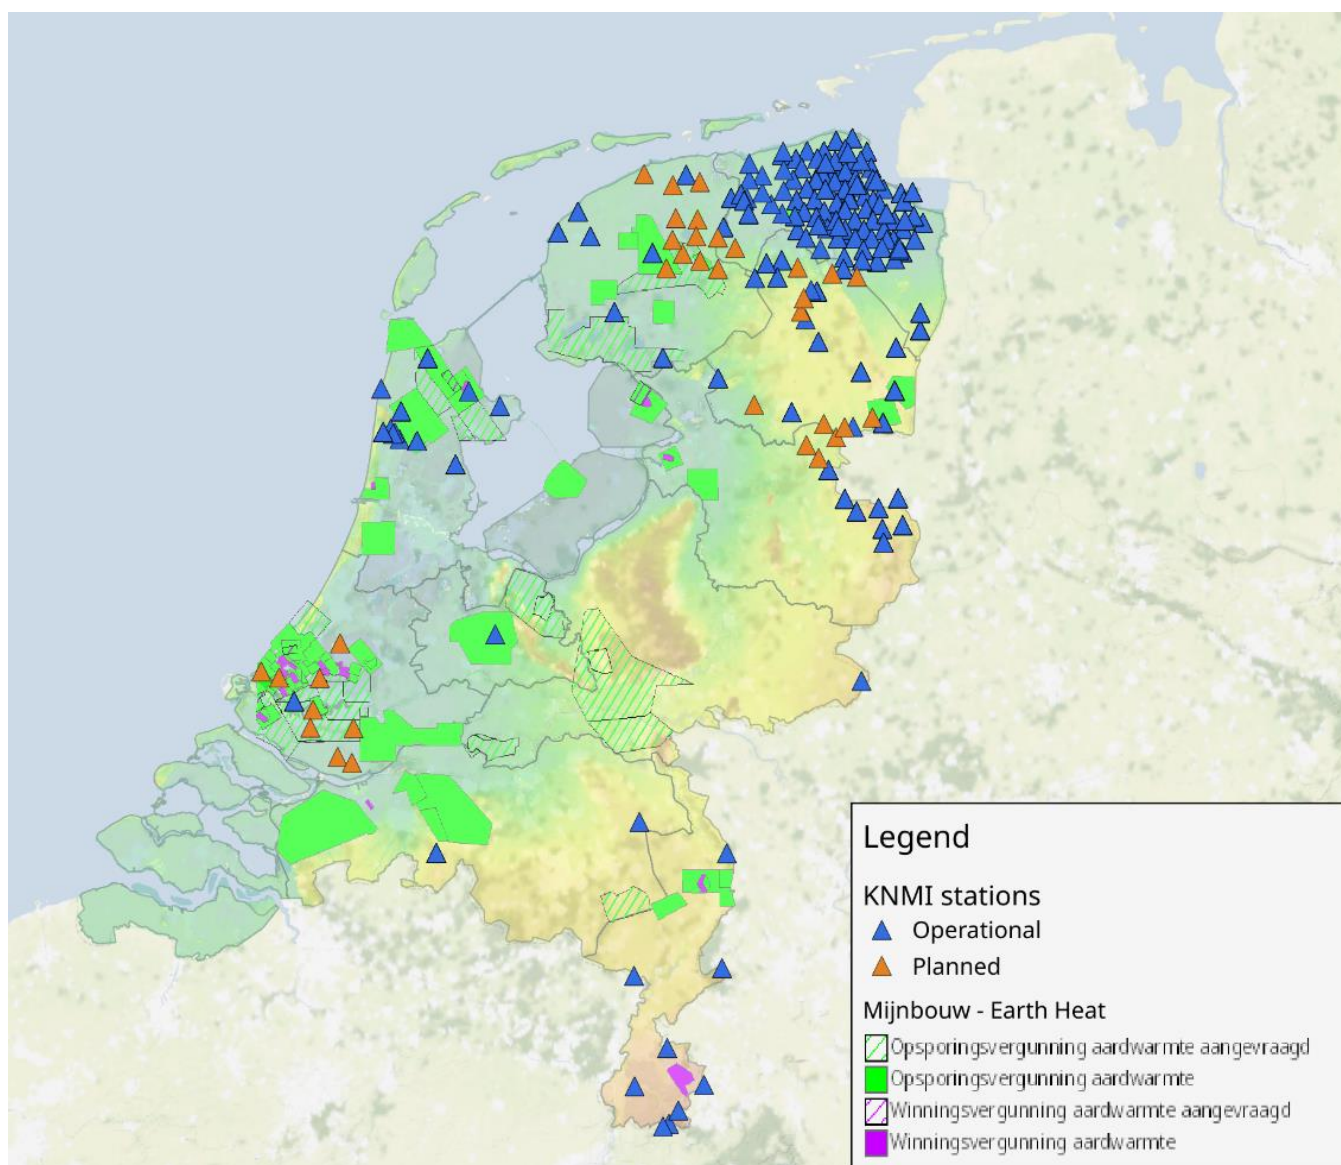 Legend
KNMI stations
Operational
Planned
Mijnbouw - Earth Heat
Opsporingsvergunning aardwarmte aangevraagd
Opsporingsvergunning aardwarmte
Winningsvergunning aardwarmte aangevraagd
Winningsvergunning aardwarmte